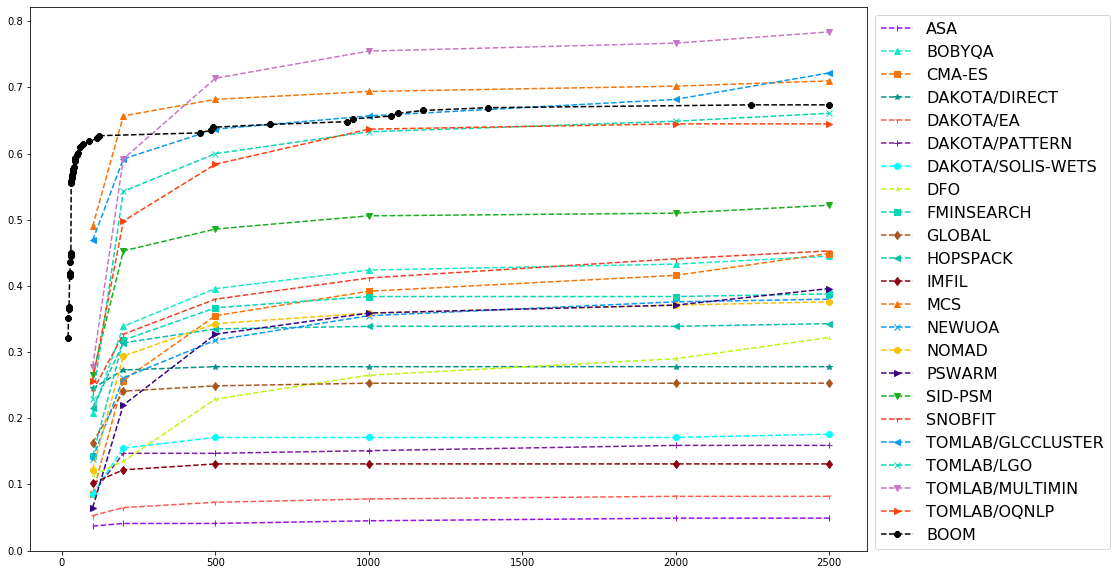 0.8
0.7
0.6
0.5
0.4
0.3
0.2
0.1
0.0
0 500 1000 1500 2000 2500
ASA
BOBYQA
CMA-ES
DAKOTA/DIRECT
DAKOTA/EA
DAKOTA/PATTERN
DAKOTA/SOLIS-WETS
DFO
FMINSEARCH
GLOBAL
HOPSPACK
IMFIL
MCS
NEWUOA
NOMAD
PSWARM
SID-PSM
SNOBFIT
TOMLAB/GLCCLUSTER
TOMLAB/LGO
TOMLAB/MULTIMIN
TOMLAB/OQNLP
BOOM